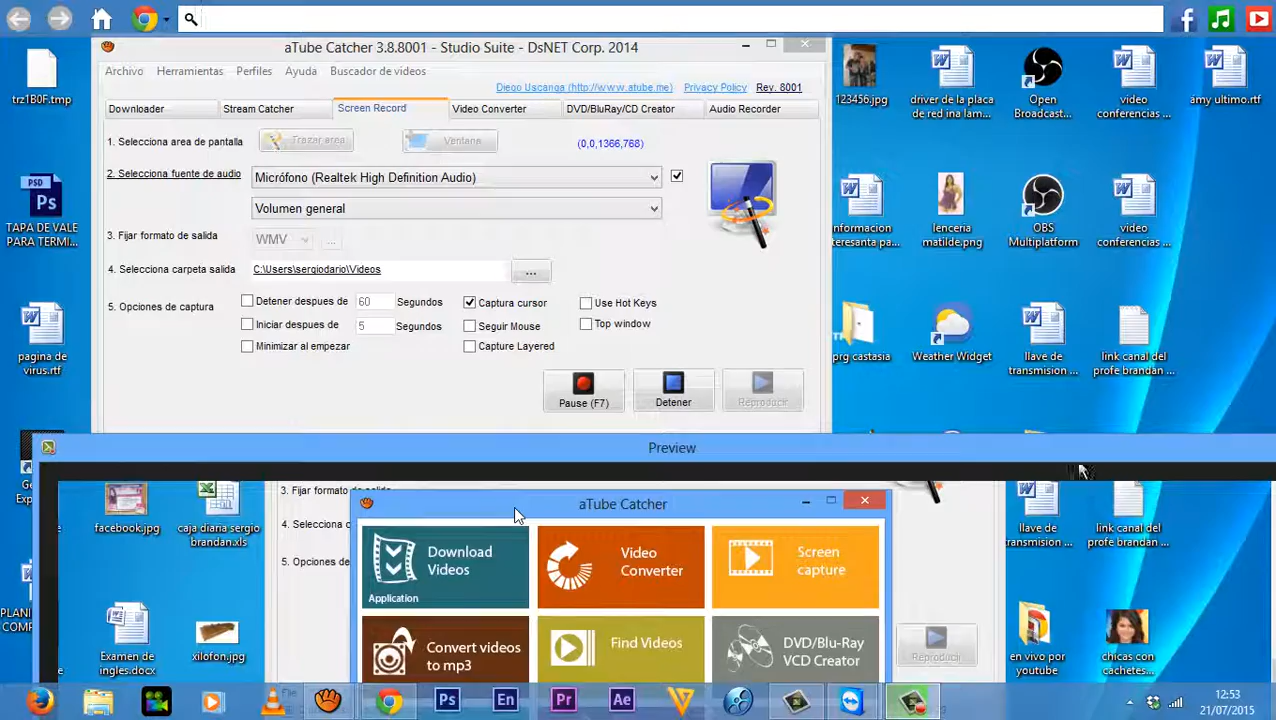 aTube Catcher 3.8.8001 - Studio Suite - DsNET Corp. 2014
Archivo Herramientas Perfiles Ayuda Buscador de videos
Diego Uscanga (http://www.atube.me) Privacy Policy Rev. 8001
Downloader Stream Catcher Screen Record Video Converter DVD/BluRay/CD Creator Audio Recorder
1. Selecciona area de pantalla Trazar area Ventana (0,0,1366,768)
2. Selecciona fuente de audio Micrófono (Realtek High Definition Audio)
Volumen general
3. Fijar formato de salida WMV ...
4. Selecciona carpeta salida C:\Users\sergiodario\Videos ...
5. Opciones de captura
Detener despues de 60 Segundos
Captura cursor
Use Hot Keys
Iniciar despues de 5 Segundos
Seguir Mouse
Top window
Minimizar al empezar
Capture Layered
Pause (F7) Detener Reproducir
trz1B0F.tmp
PSD
Ps
TAPA DE VALE
PARA TERMI...
pagina de
virus.rtf
123456.jpg
driver de la placa
de red ina lam...
Open
Broadcast...
video
conferencias ...
amy ultimo.rtf
informacion
interesanta pa...
lenceria
matilde.png
OBS
Multiplatform
video
conferencias ...
prg castasia
Weather Widget
llave de
transmision ...
link canal del
profe brandan ...
Preview
3. Fijar formato
4. Selecciona c
5. Opciones de
facebook.jpg
caja diaria sergio
brandan.xls
Examen de
ingles.docx
xilofon.jpg
aTube Catcher
Download
Videos
Application
Video
Converter
Screen
capture
Convert videos
to mp3
Find Videos
DVD/Blu-Ray
VCD Creator
Reproducir
llave de
transmision ...
link canal del
profe brandan ...
en vivo por
youtube
chicas con
cachetes...
PLANI
COMP
Ps En Pr Ae
12:53
21/07/2015